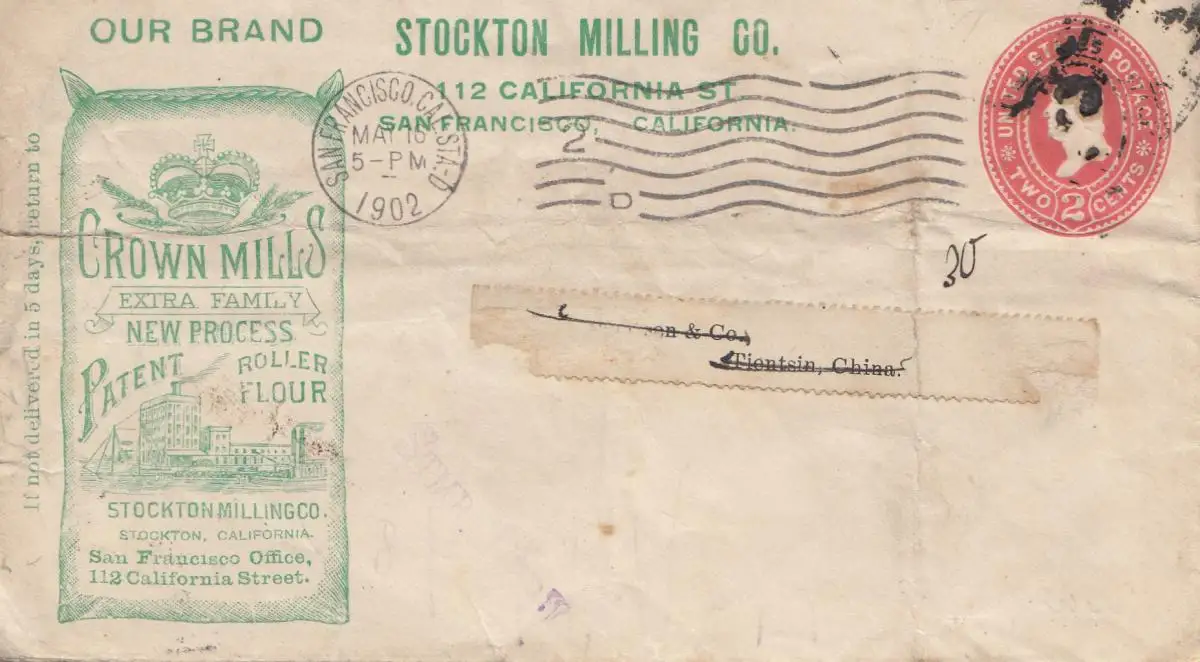 OUR BRAND
STOCKTON MILLING CO.
112 CALIFORNIA ST.
SAN FRANCISCO, CALIFORNIA.
SAN FRANCISCO, CAL. STA-D
MAY 16
5-PM
1902
2
D
UNITED STATES POSTAGE
TWO 2 CENTS
If not delivered in 5 days, return to
CROWN MILLS
EXTRA FAMILY
NEW PROCESS
PATENT ROLLER
FLOUR
STOCKTON MILLING CO.
STOCKTON, CALIFORNIA.
San Francisco Office,
112 California Street.
30
& Co.,
Tientsin, China.